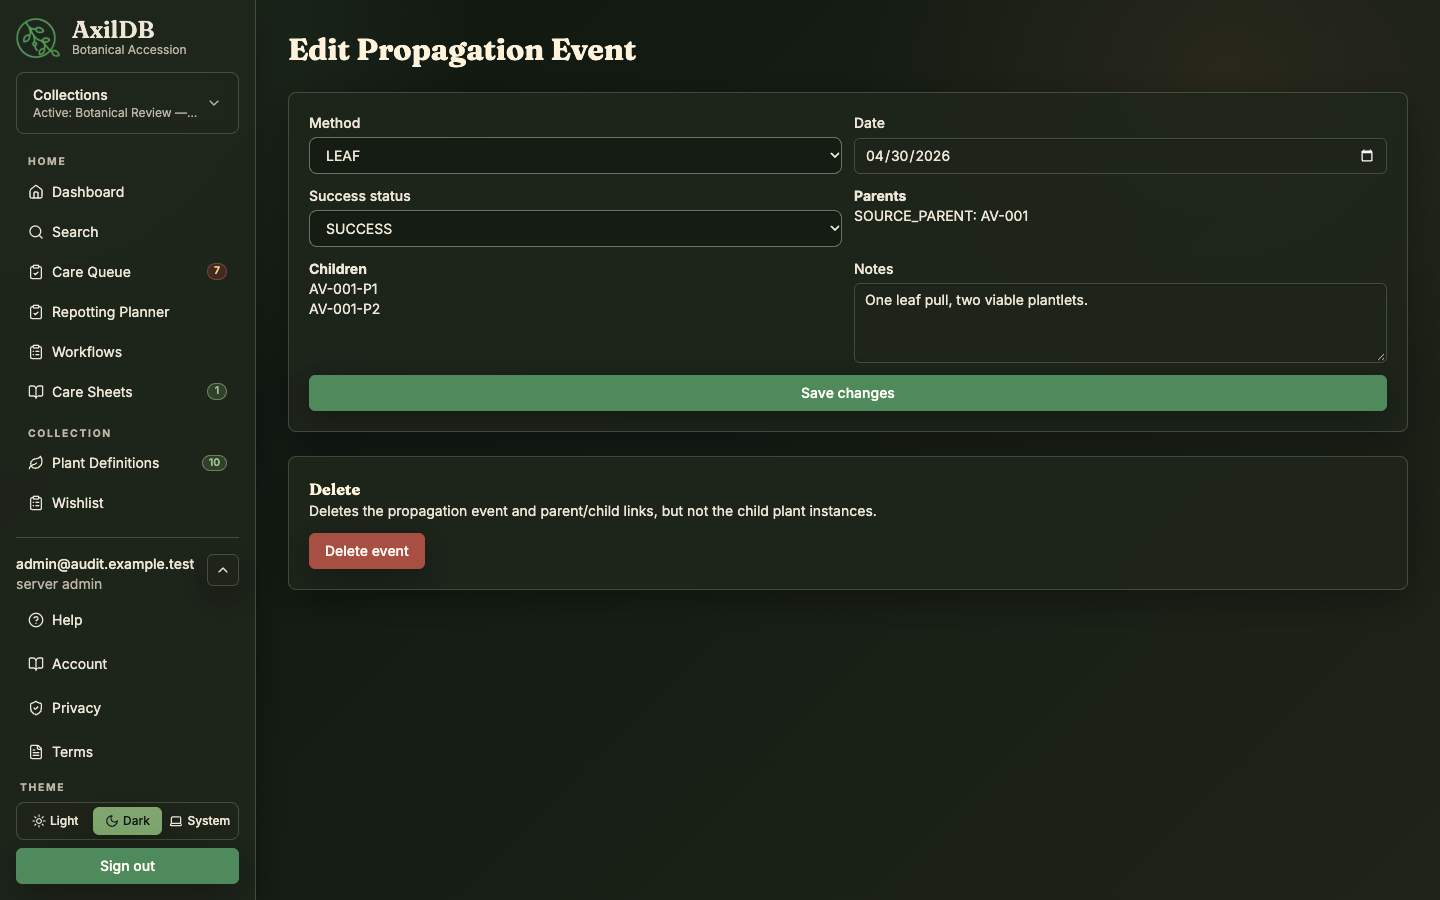 AxilDB
Botanical Accession
Collections
Active: Botanical Review —...
HOME
Dashboard
Search
Care Queue 7
Repotting Planner
Workflows
Care Sheets 1
COLLECTION
Plant Definitions 10
Wishlist
admin@audit.example.test
server admin
Help
Account
Privacy
Terms
THEME
Light Dark System
Sign out
Edit Propagation Event
Method
LEAF
Date
04/30/2026
Success status
SUCCESS
Parents
SOURCE_PARENT: AV-001
Children
AV-001-P1
AV-001-P2
Notes
One leaf pull, two viable plantlets.
Save changes
Delete
Deletes the propagation event and parent/child links, but not the child plant instances.
Delete event